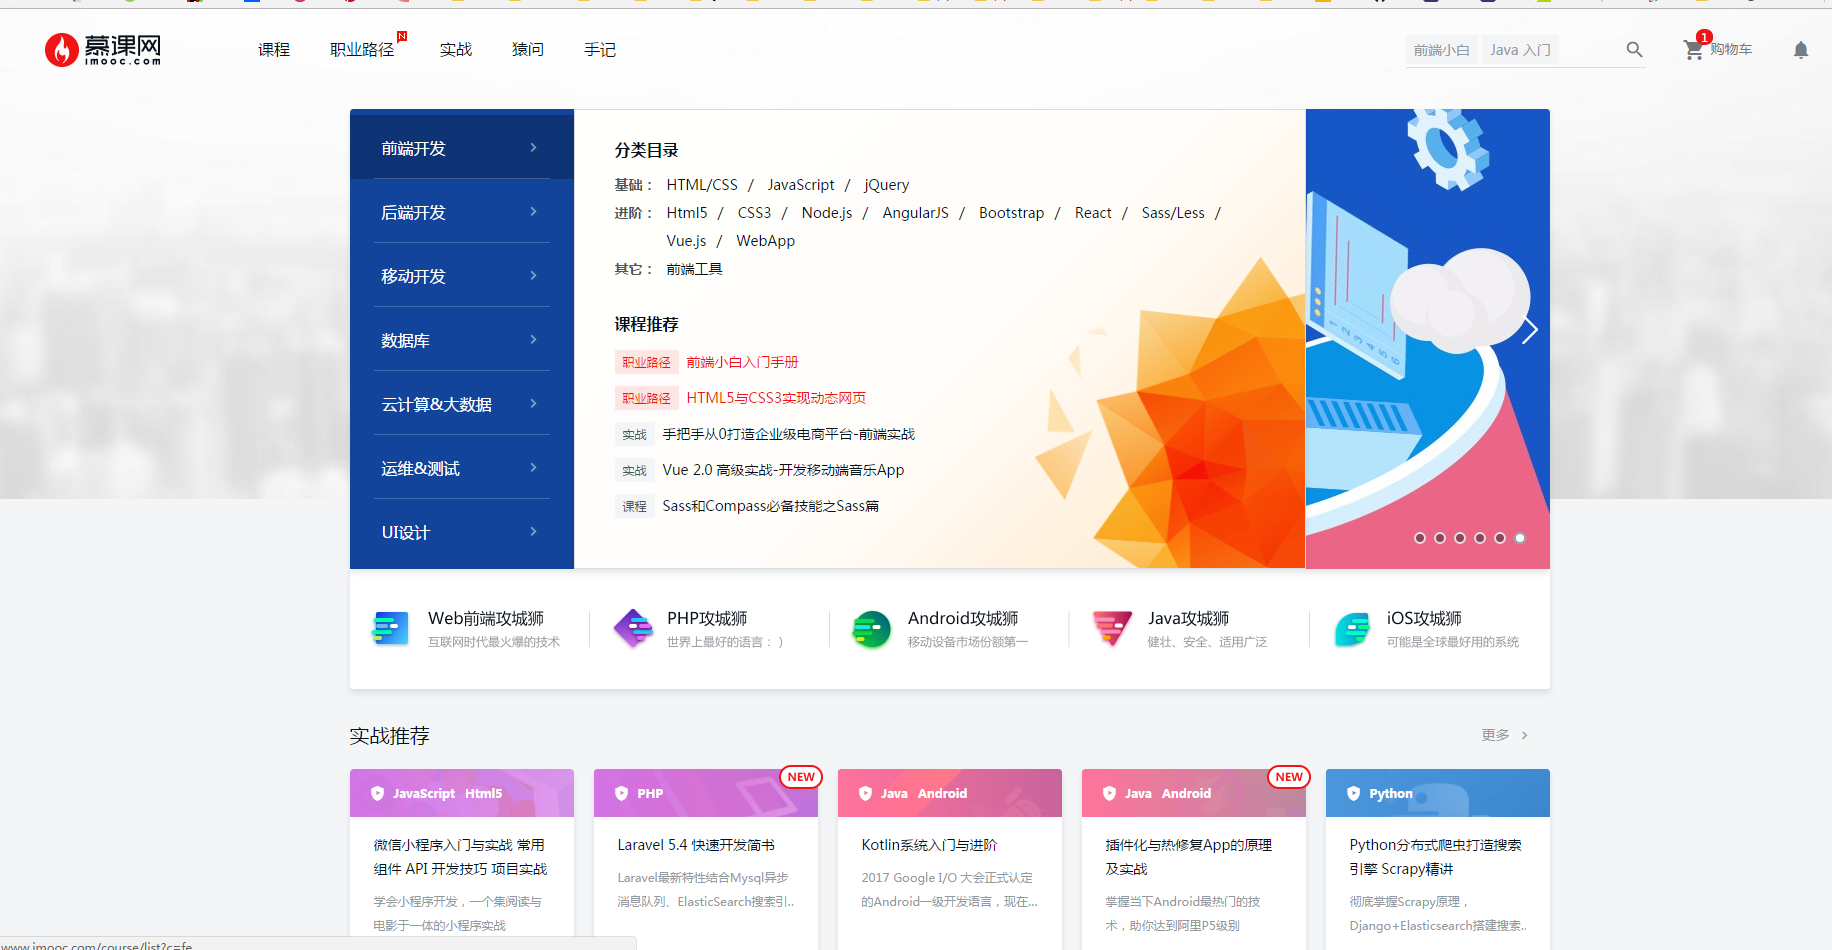 慕课网
imooc.com
课程 职业路径 N 实战 猿问 手记
前端小白 Java 入门
1 购物车
前端开发
后端开发
移动开发
数据库
云计算&大数据
运维&测试
UI设计
分类目录
基础： HTML/CSS / JavaScript / jQuery
进阶： Html5 / CSS3 / Node.js / AngularJS / Bootstrap / React / Sass/Less /
Vue.js / WebApp
其它： 前端工具
课程推荐
职业路径 前端小白入门手册
职业路径 HTML5与CSS3实现动态网页
实战 手把手从0打造企业级电商平台-前端实战
实战 Vue 2.0 高级实战-开发移动端音乐App
课程 Sass和Compass必备技能之Sass篇
1 2 3 4 5 6
Web前端攻城狮
互联网时代最火爆的技术
PHP攻城狮
世界上最好的语言：）
Android攻城狮
移动设备市场份额第一
Java攻城狮
健壮、安全、适用广泛
iOS攻城狮
可能是全球最好用的系统
实战推荐
更多
JavaScript Html5
微信小程序入门与实战 常用
组件 API 开发技巧 项目实战
学会小程序开发，一个集阅读与
电影于一体的小程序实战
NEW
PHP
Laravel 5.4 快速开发简书
Laravel最新特性结合Mysql异步
消息队列、ElasticSearch搜索引..
Java Android
Kotlin系统入门与进阶
2017 Google I/O 大会正式认定
的Android一级开发语言，现在...
NEW
Java Android
插件化与热修复App的原理
及实战
掌握当下Android最热门的技
术，助你达到阿里P5级别
Python
Python分布式爬虫打造搜索
引擎 Scrapy精讲
彻底掌握Scrapy原理，
Django+Elasticsearch搭建搜索..
www.imooc.com/course/list?c=fe